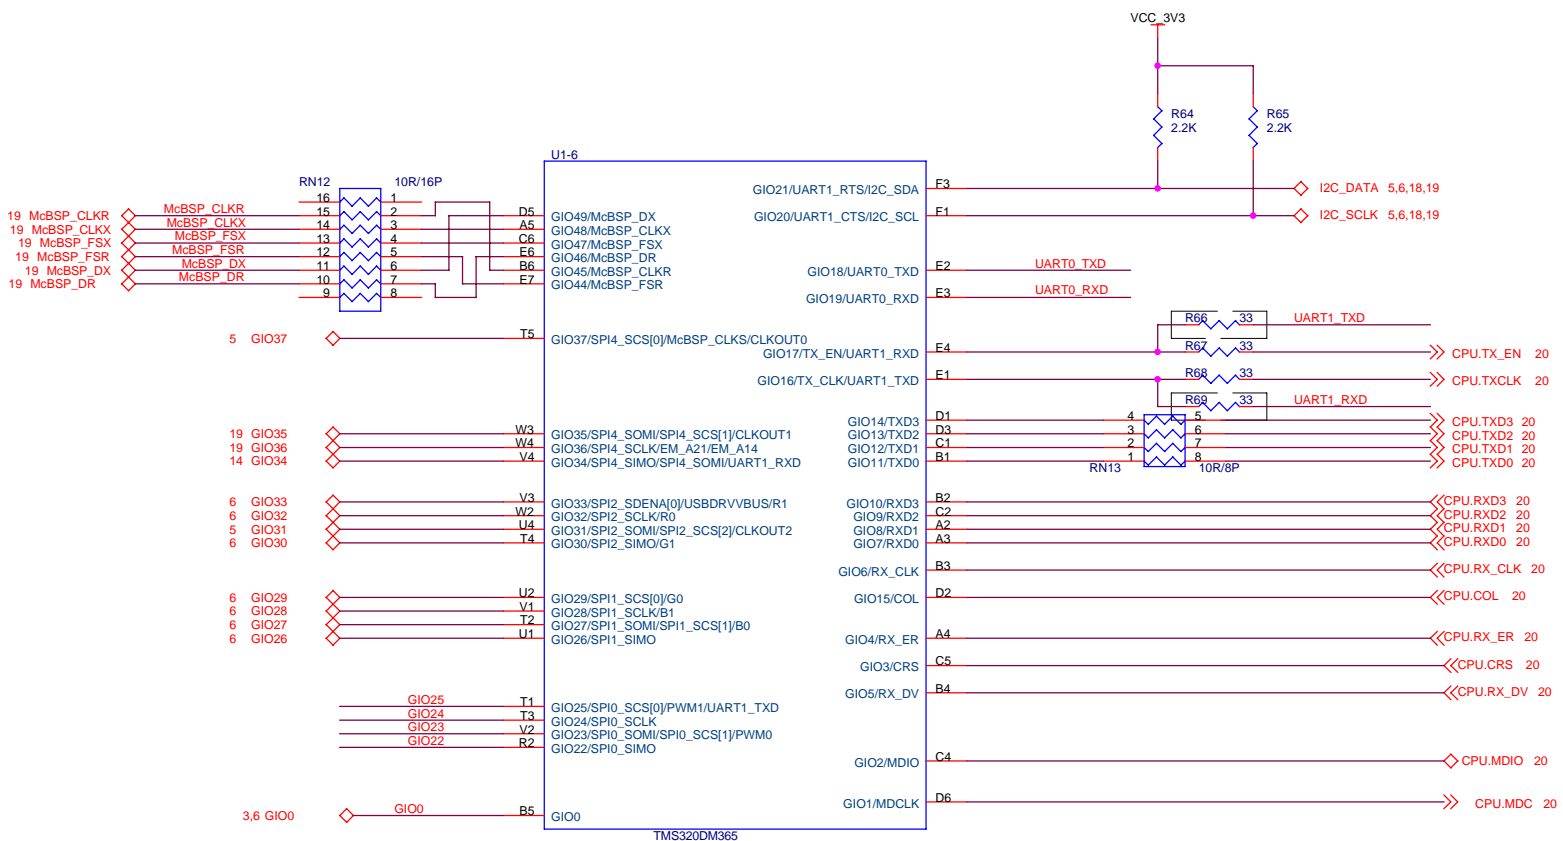 VCC_3V3
R64
2.2K
R65
2.2K
U1-6
RN12 10R/16P
16 1
15 2
14 3
13 4
12 5
11 6
10 7
9 8
19 McBSP_CLKR McBSP_CLKR
19 McBSP_CLKX McBSP_CLKX
19 McBSP_FSX McBSP_FSX
19 McBSP_FSR McBSP_FSR
19 McBSP_DX McBSP_DX
19 McBSP_DR McBSP_DR
D5 GIO49/McBSP_DX
A5 GIO48/McBSP_CLKX
C6 GIO47/McBSP_FSX
E6 GIO46/McBSP_DR
B6 GIO45/McBSP_CLKR
E7 GIO44/McBSP_FSR
5 GIO37 T5 GIO37/SPI4_SCS[0]/McBSP_CLKS/CLKOUT0
19 GIO35 W3 GIO35/SPI4_SOMI/SPI4_SCS[1]/CLKOUT1
19 GIO36 W4 GIO36/SPI4_SCLK/EM_A21/EM_A14
14 GIO34 V4 GIO34/SPI4_SIMO/SPI4_SOMI/UART1_RXD
6 GIO33 V3 GIO33/SPI2_SDENA[0]/USBDRVVBUS/R1
6 GIO32 W2 GIO32/SPI2_SCLK/R0
5 GIO31 U4 GIO31/SPI2_SOMI/SPI2_SCS[2]/CLKOUT2
6 GIO30 T4 GIO30/SPI2_SIMO/G1
6 GIO29 U2 GIO29/SPI1_SCS[0]/G0
6 GIO28 V1 GIO28/SPI1_SCLK/B1
6 GIO27 T2 GIO27/SPI1_SOMI/SPI1_SCS[1]/B0
6 GIO26 U1 GIO26/SPI1_SIMO
GIO25 T1 GIO25/SPI0_SCS[0]/PWM1/UART1_TXD
GIO24 T3 GIO24/SPI0_SCLK
GIO23 V2 GIO23/SPI0_SOMI/SPI0_SCS[1]/PWM0
GIO22 R2 GIO22/SPI0_SIMO
3,6 GIO0 GIO0 B5 GIO0
GIO21/UART1_RTS/I2C_SDA F3 I2C_DATA 5,6,18,19
GIO20/UART1_CTS/I2C_SCL F1 I2C_SCLK 5,6,18,19
GIO18/UART0_TXD E2 UART0_TXD
GIO19/UART0_RXD E3 UART0_RXD
R66 33 UART1_TXD
GIO17/TX_EN/UART1_RXD E4 R67 33 CPU.TX_EN 20
GIO16/TX_CLK/UART1_TXD E1 R68 33 CPU.TXCLK 20
R69 33 UART1_RXD
GIO14/TXD3 D1 4 5 CPU.TXD3 20
GIO13/TXD2 D3 3 6 CPU.TXD2 20
GIO12/TXD1 C1 2 7 CPU.TXD1 20
GIO11/TXD0 B1 1 8 CPU.TXD0 20
RN13 10R/8P
GIO10/RXD3 B2 CPU.RXD3 20
GIO9/RXD2 C2 CPU.RXD2 20
GIO8/RXD1 A2 CPU.RXD1 20
GIO7/RXD0 A3 CPU.RXD0 20
GIO6/RX_CLK B3 CPU.RX_CLK 20
GIO15/COL D2 CPU.COL 20
GIO4/RX_ER A4 CPU.RX_ER 20
GIO3/CRS C5 CPU.CRS 20
GIO5/RX_DV B4 CPU.RX_DV 20
GIO2/MDIO C4 CPU.MDIO 20
GIO1/MDCLK D6 CPU.MDC 20
TMS320DM365